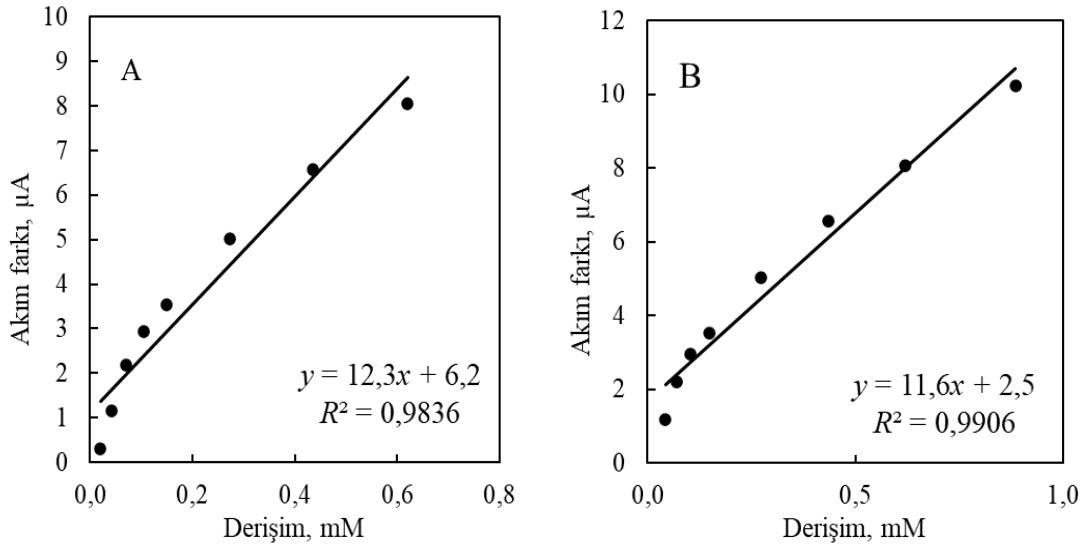 10
9
8
7
6
5
4
3
2
1
0
Akım farkı, µA
A
y = 12,3x + 6,2
R² = 0,9836
0,0 0,2 0,4 0,6 0,8
Derişim, mM
12
10
8
6
4
2
0
Akım farkı, µA
B
y = 11,6x + 2,5
R² = 0,9906
0,0 0,5 1,0
Derişim, mM